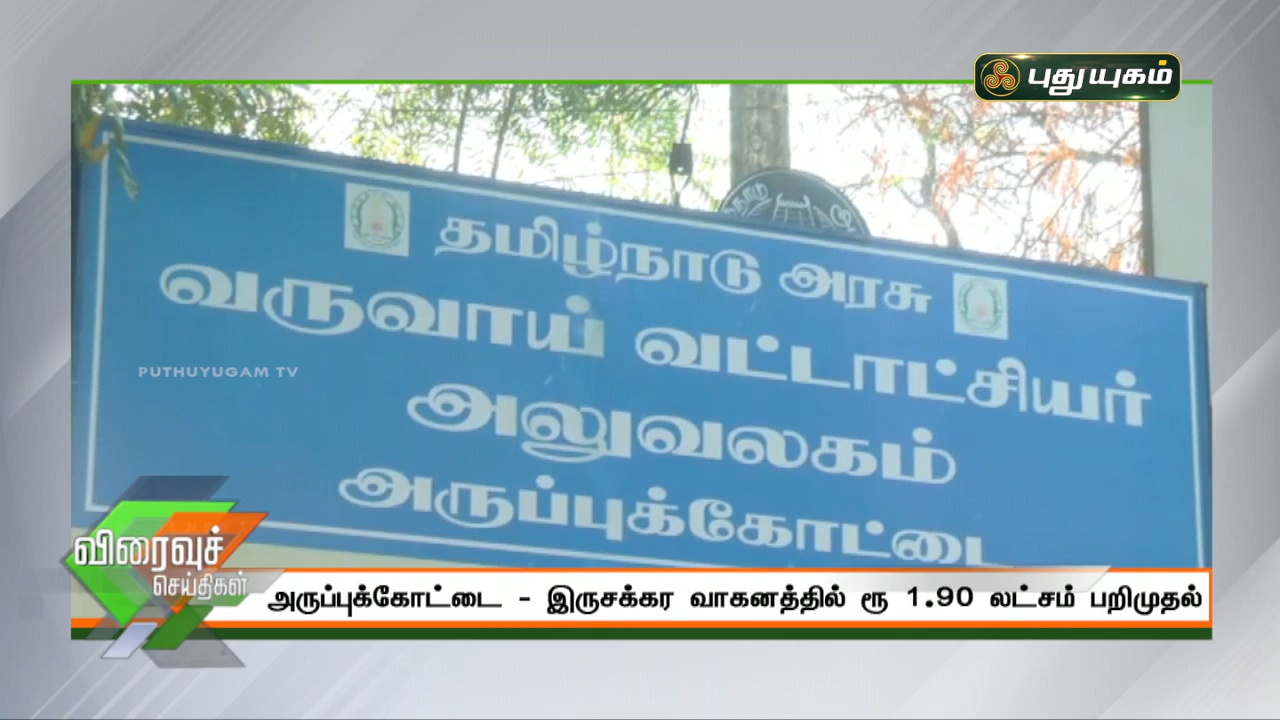 புதுயுகம்
தமிழ்நாடு அரசு
வருவாய் வட்டாட்சியர்
PUTHUYUGAM TV
அலுவலகம்
அருப்புக்கோட்டை
விரைவுச்
செய்திகள்
அருப்புக்கோட்டை - இருசக்கர வாகனத்தில் ரூ 1.90 லட்சம் பறிமுதல்